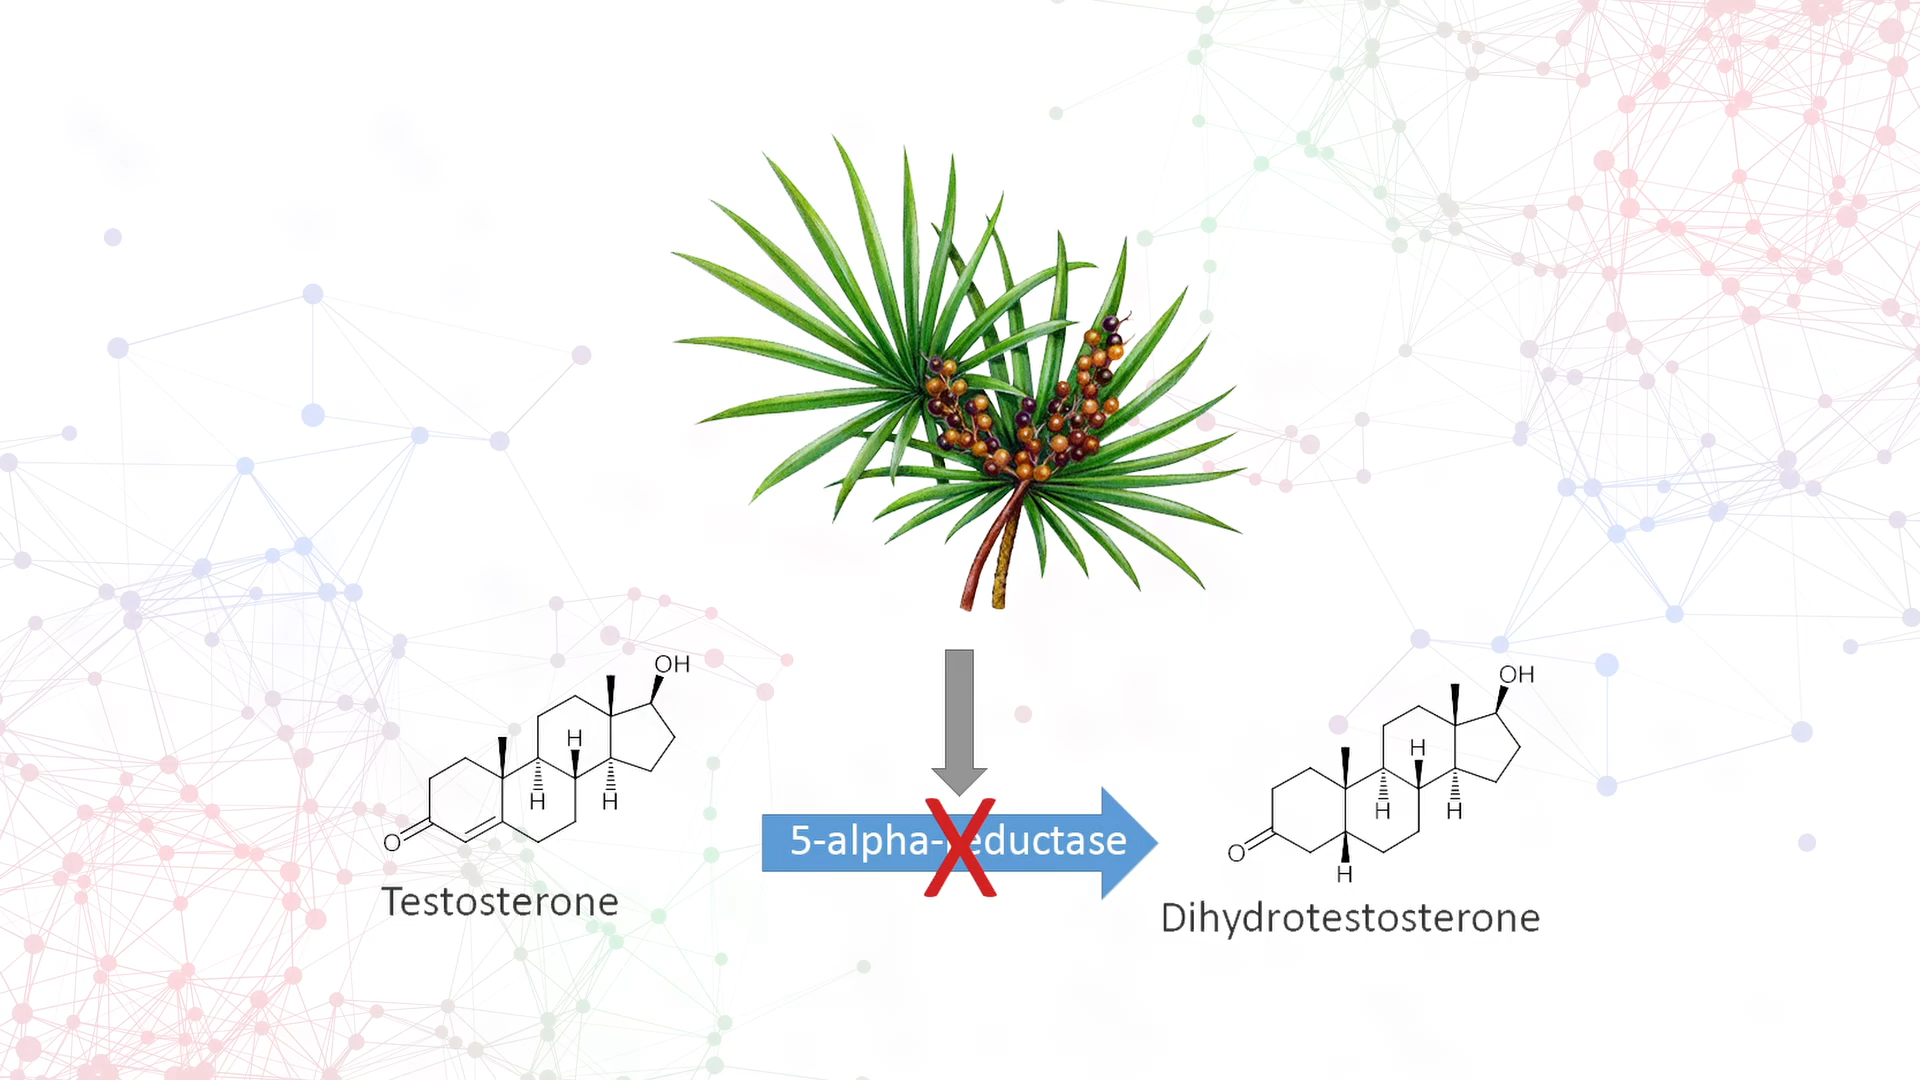 OH
H
H
H
O
Testosterone
5-alpha-reductase
OH
H
H
H
O
H
Dihydrotestosterone